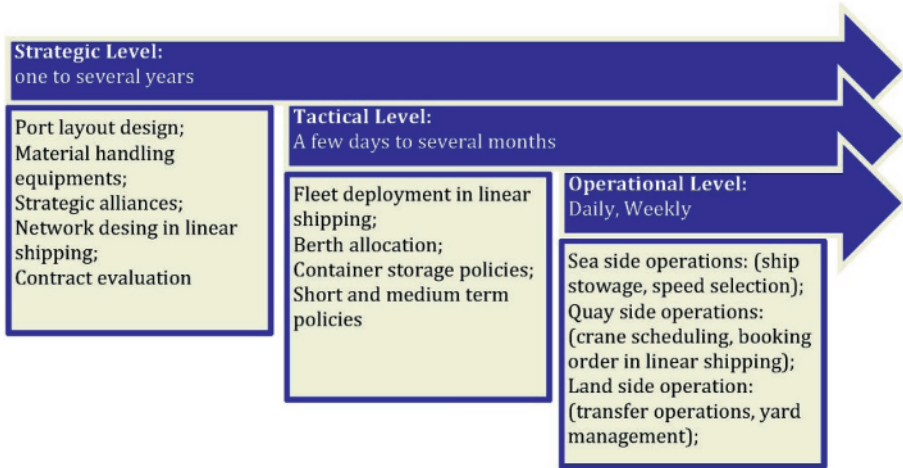 Strategic Level:
one to several years
Port layout design;
Material handling
equipments;
Strategic alliances;
Network desing in linear
shipping;
Contract evaluation
Tactical Level:
A few days to several months
Fleet deployment in linear
shipping;
Berth allocation;
Container storage policies;
Short and medium term
policies
Operational Level:
Daily, Weekly
Sea side operations: (ship
stowage, speed selection);
Quay side operations:
(crane scheduling, booking
order in linear shipping);
Land side operation:
(transfer operations, yard
management);